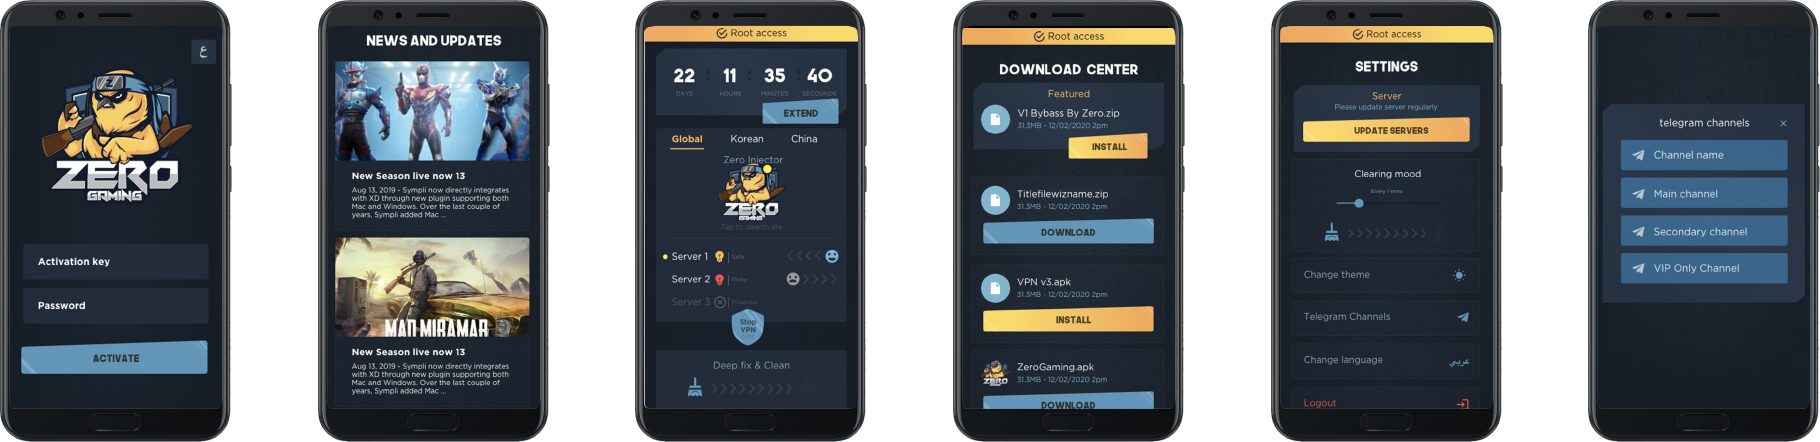 ع
ZERO
GAMING
Activation key
Password
ACTIVATE
NEWS AND UPDATES
New Season live now 13
Aug 13, 2019 - Sympli now directly integrates
with XD through new plugin supporting both
Mac and Windows. Over the last couple of
years, Sympli added Mac ...
MAD MIRAMAR
New Season live now 13
Aug 13, 2019 - Sympli now directly integrates
with XD through new plugin supporting both
Mac and Windows. Over the last couple of
years, Sympli added Mac ...
Root access
22 : 11 : 35 : 40
DAYS HOURS MINUTES SECOUNDS
EXTEND
Global Korean China
Zero Injector
ZERO
GAMING
Tap to deactivate
Server 1 Safe
Server 2 Risky
Server 3 Disabled
Stop
VPN
Deep fix & Clean
Root access
DOWNLOAD CENTER
Featured
V1 Bybass By Zero.zip
31.3MB - 12/02/2020 2pm
INSTALL
Titlefilewizname.zip
31.3MB - 12/02/2020 2pm
DOWNLOAD
VPN v3.apk
31.3MB - 12/02/2020 2pm
INSTALL
ZERO
ZeroGaming.apk
31.3MB - 12/02/2020 2pm
DOWNLOAD
Root access
SETTINGS
Server
Please update server regularly
UPDATE SERVERS
Clearing mood
Every 1 mins
Change theme
Telegram Channels
Change language عربي
Logout
telegram channels ×
Channel name
Main channel
Secondary channel
VIP Only Channel